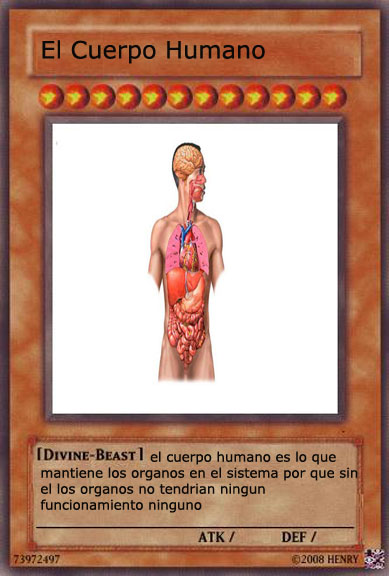 El Cuerpo Humano
[DIVINE-BEAST] el cuerpo humano es lo que
mantiene los organos en el sistema por que sin
el los organos no tendrian ningun
funcionamiento ninguno
ATK / DEF /
73972497 ©2008 HENRY